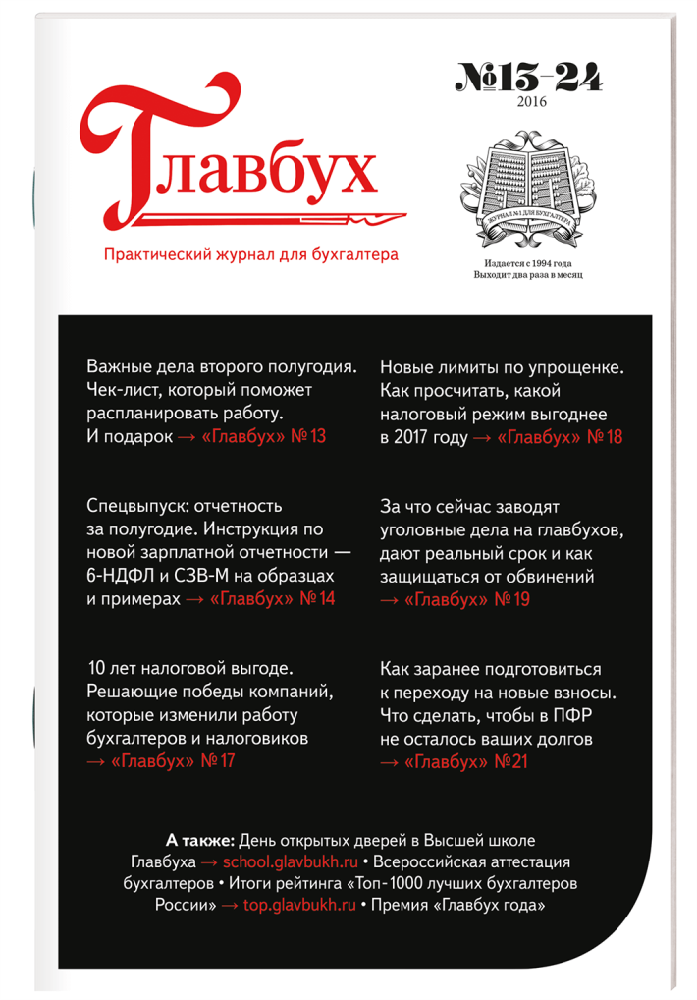 Главбух
Практический журнал для бухгалтера
№13–24
2016
ЖУРНАЛ №1 ДЛЯ БУХГАЛТЕРА
Издается с 1994 года
Выходит два раза в месяц
Важные дела второго полугодия.
Чек-лист, который поможет
распланировать работу.
И подарок → «Главбух» № 13
Спецвыпуск: отчетность
за полугодие. Инструкция по
новой зарплатной отчетности —
6-НДФЛ и СЗВ-М на образцах
и примерах → «Главбух» № 14
10 лет налоговой выгоде.
Решающие победы компаний,
которые изменили работу
бухгалтеров и налоговиков
→ «Главбух» № 17
Новые лимиты по упрощенке.
Как просчитать, какой
налоговый режим выгоднее
в 2017 году → «Главбух» № 18
За что сейчас заводят
уголовные дела на главбухов,
дают реальный срок и как
защищаться от обвинений
→ «Главбух» № 19
Как заранее подготовиться
к переходу на новые взносы.
Что сделать, чтобы в ПФР
не осталось ваших долгов
→ «Главбух» №21
А также: День открытых дверей в Высшей школе
Главбуха → school.glavbukh.ru • Всероссийская аттестация
бухгалтеров • Итоги рейтинга «Топ-1000 лучших бухгалтеров
России» → top.glavbukh.ru • Премия «Главбух года»